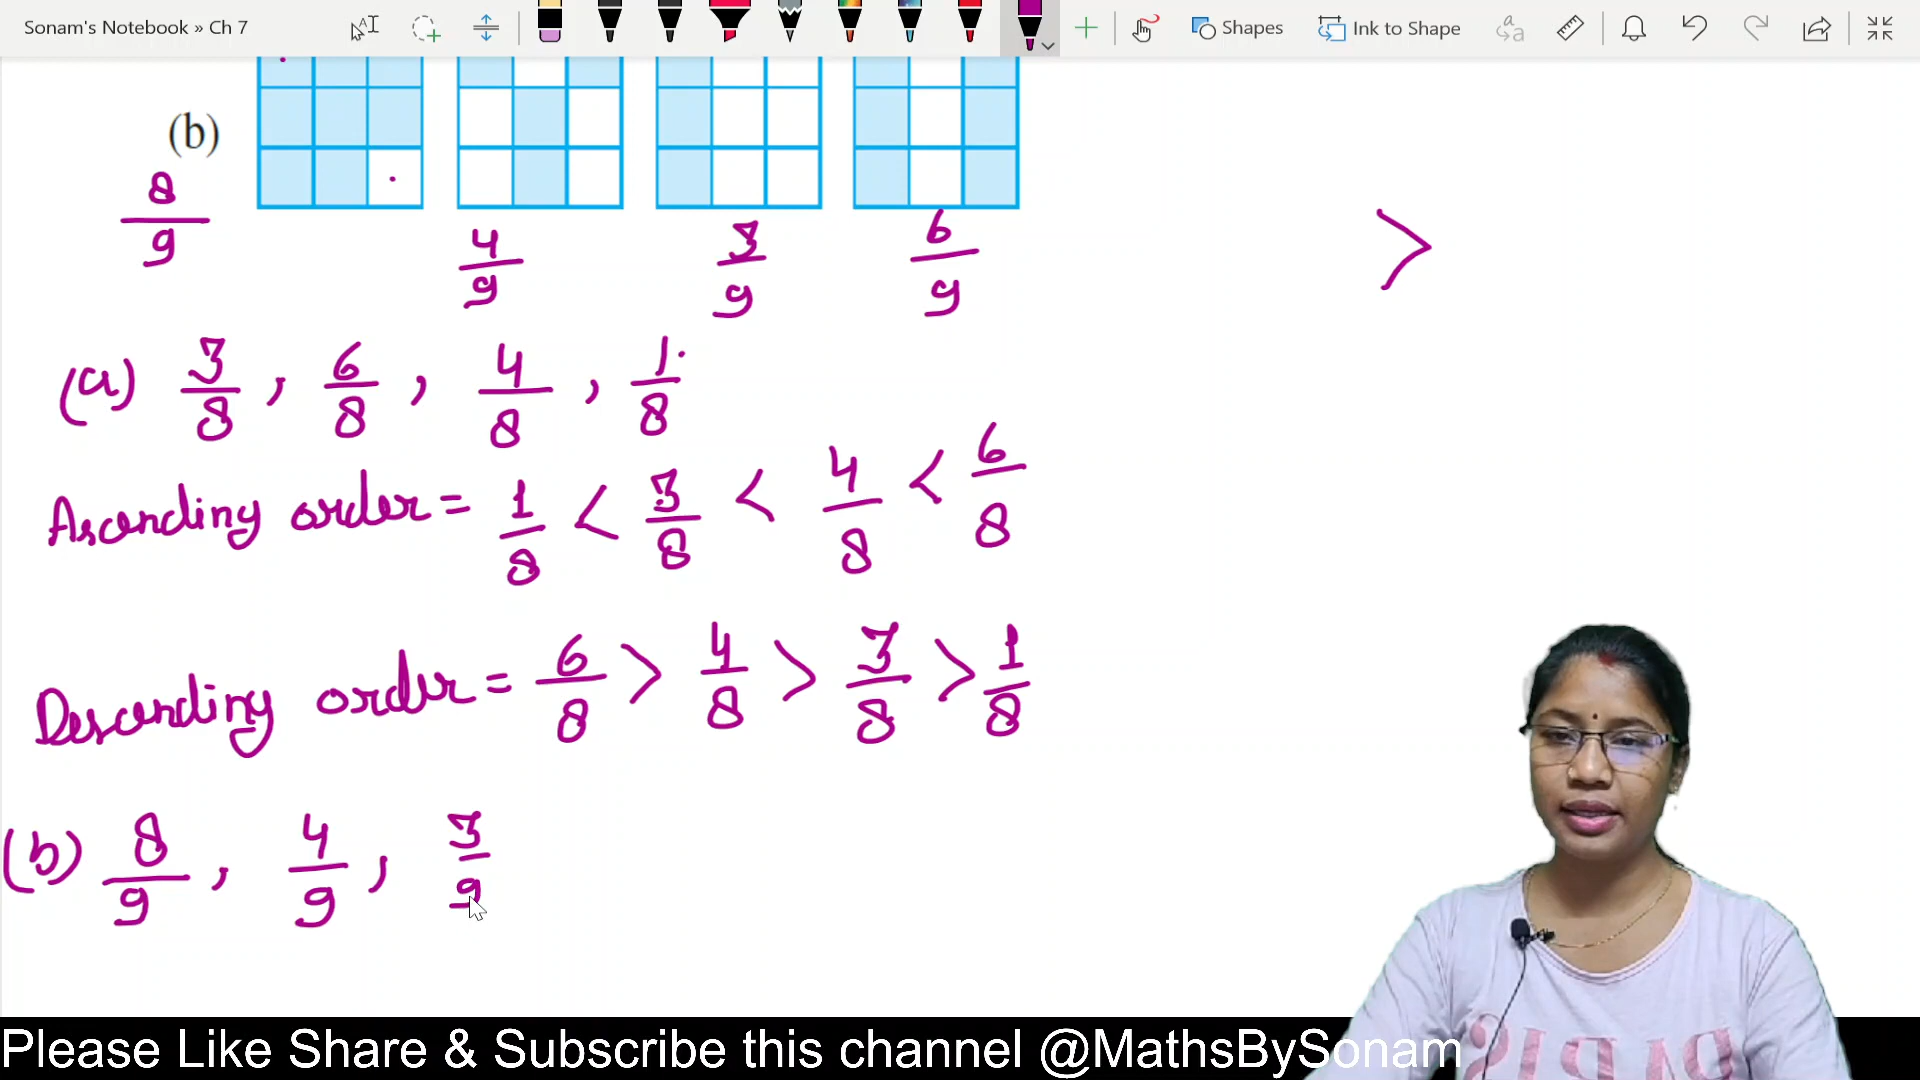 Sonam's Notebook » Ch 7
Shapes
Ink to Shape
(b)
8/9
4/9
3/9
6/9
>
(a) 3/8 , 6/8 , 4/8 , 1/8
Ascending order = 1/8 < 3/8 < 4/8 < 6/8
Descending order = 6/8 > 4/8 > 3/8 > 1/8
(b) 8/9 , 4/9 , 3/9
Please Like Share & Subscribe this channel @MathsBySonam